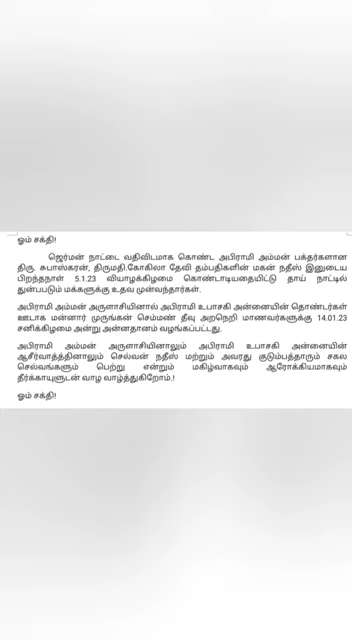 ஓம் சக்தி!
ஜெர்மன் நாட்டை வதிவிடமாக கொண்ட அபிராமி அம்மன் பக்தர்களான
திரு. சுபாஸ்கரன், திருமதி.கோகிலா தேவி தம்பதிகளின் மகன் நதீஸ் இனுடைய
பிறந்தநாள் 5.1.23 வியாழக்கிழமை கொண்டாடியதையிட்டு தாய் நாட்டில்
துன்பபடும் மக்களுக்கு உதவ முன்வந்தார்கள்.
அபிராமி அம்மன் அருளாசியினால் அபிராமி உபாசகி அன்னையின் தொண்டர்கள்
ஊடாக மன்னார் முருங்கன் செம்மண் தீவு அறநெறி மாணவர்களுக்கு 14.01.23
சனிக்கிழமை அன்று அன்னதானம் வழங்கப்பட்டது.
அபிராமி அம்மன் அருளாசியினாலும் அபிராமி உபாசகி அன்னையின்
ஆசீர்வாத்த்தினாலும் செல்வன் நதீஸ் மற்றும் அவரது குடும்பத்தாரும் சகல
செல்வங்களும் பெற்று என்றும் மகிழ்வாகவும் ஆரோக்கியமாகவும்
தீர்க்காயுளுடன் வாழ வாழ்த்துகிறோம்.!
ஓம் சக்தி!